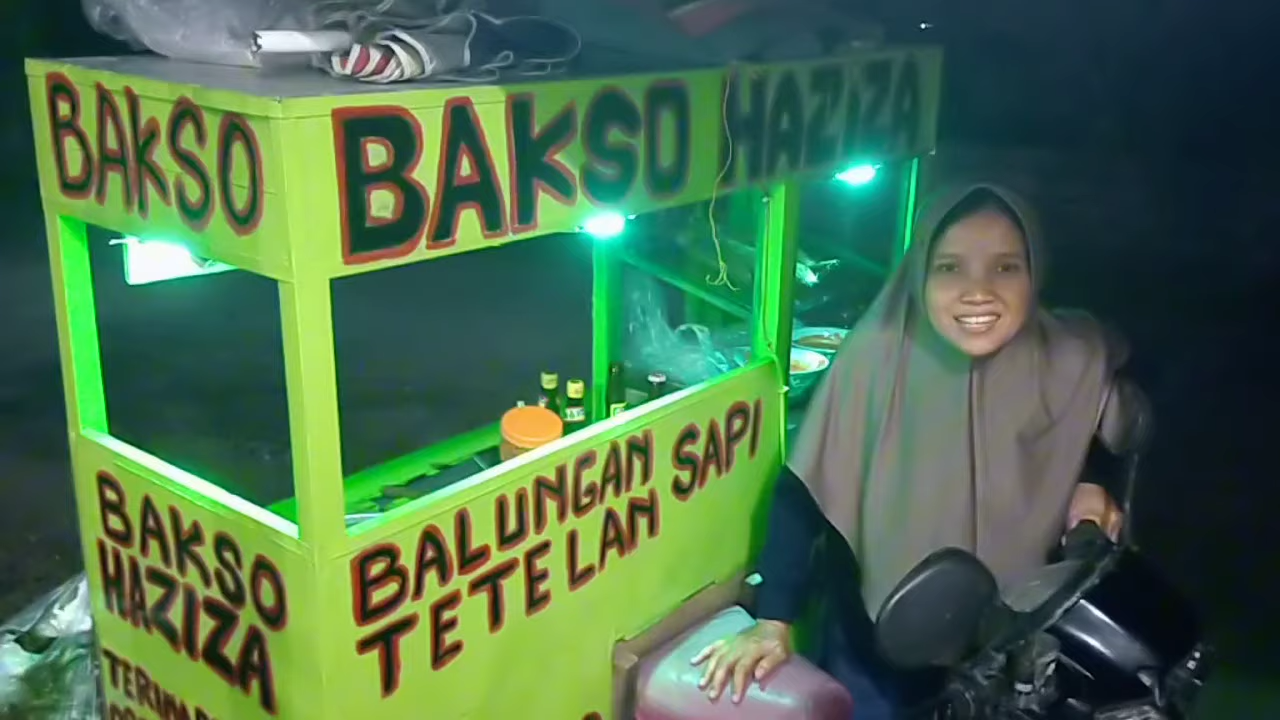 BAKSO
BAKSO HAZIZA
BALUNGAN
TETELAN SAPI
BAKSO
HAZIZA